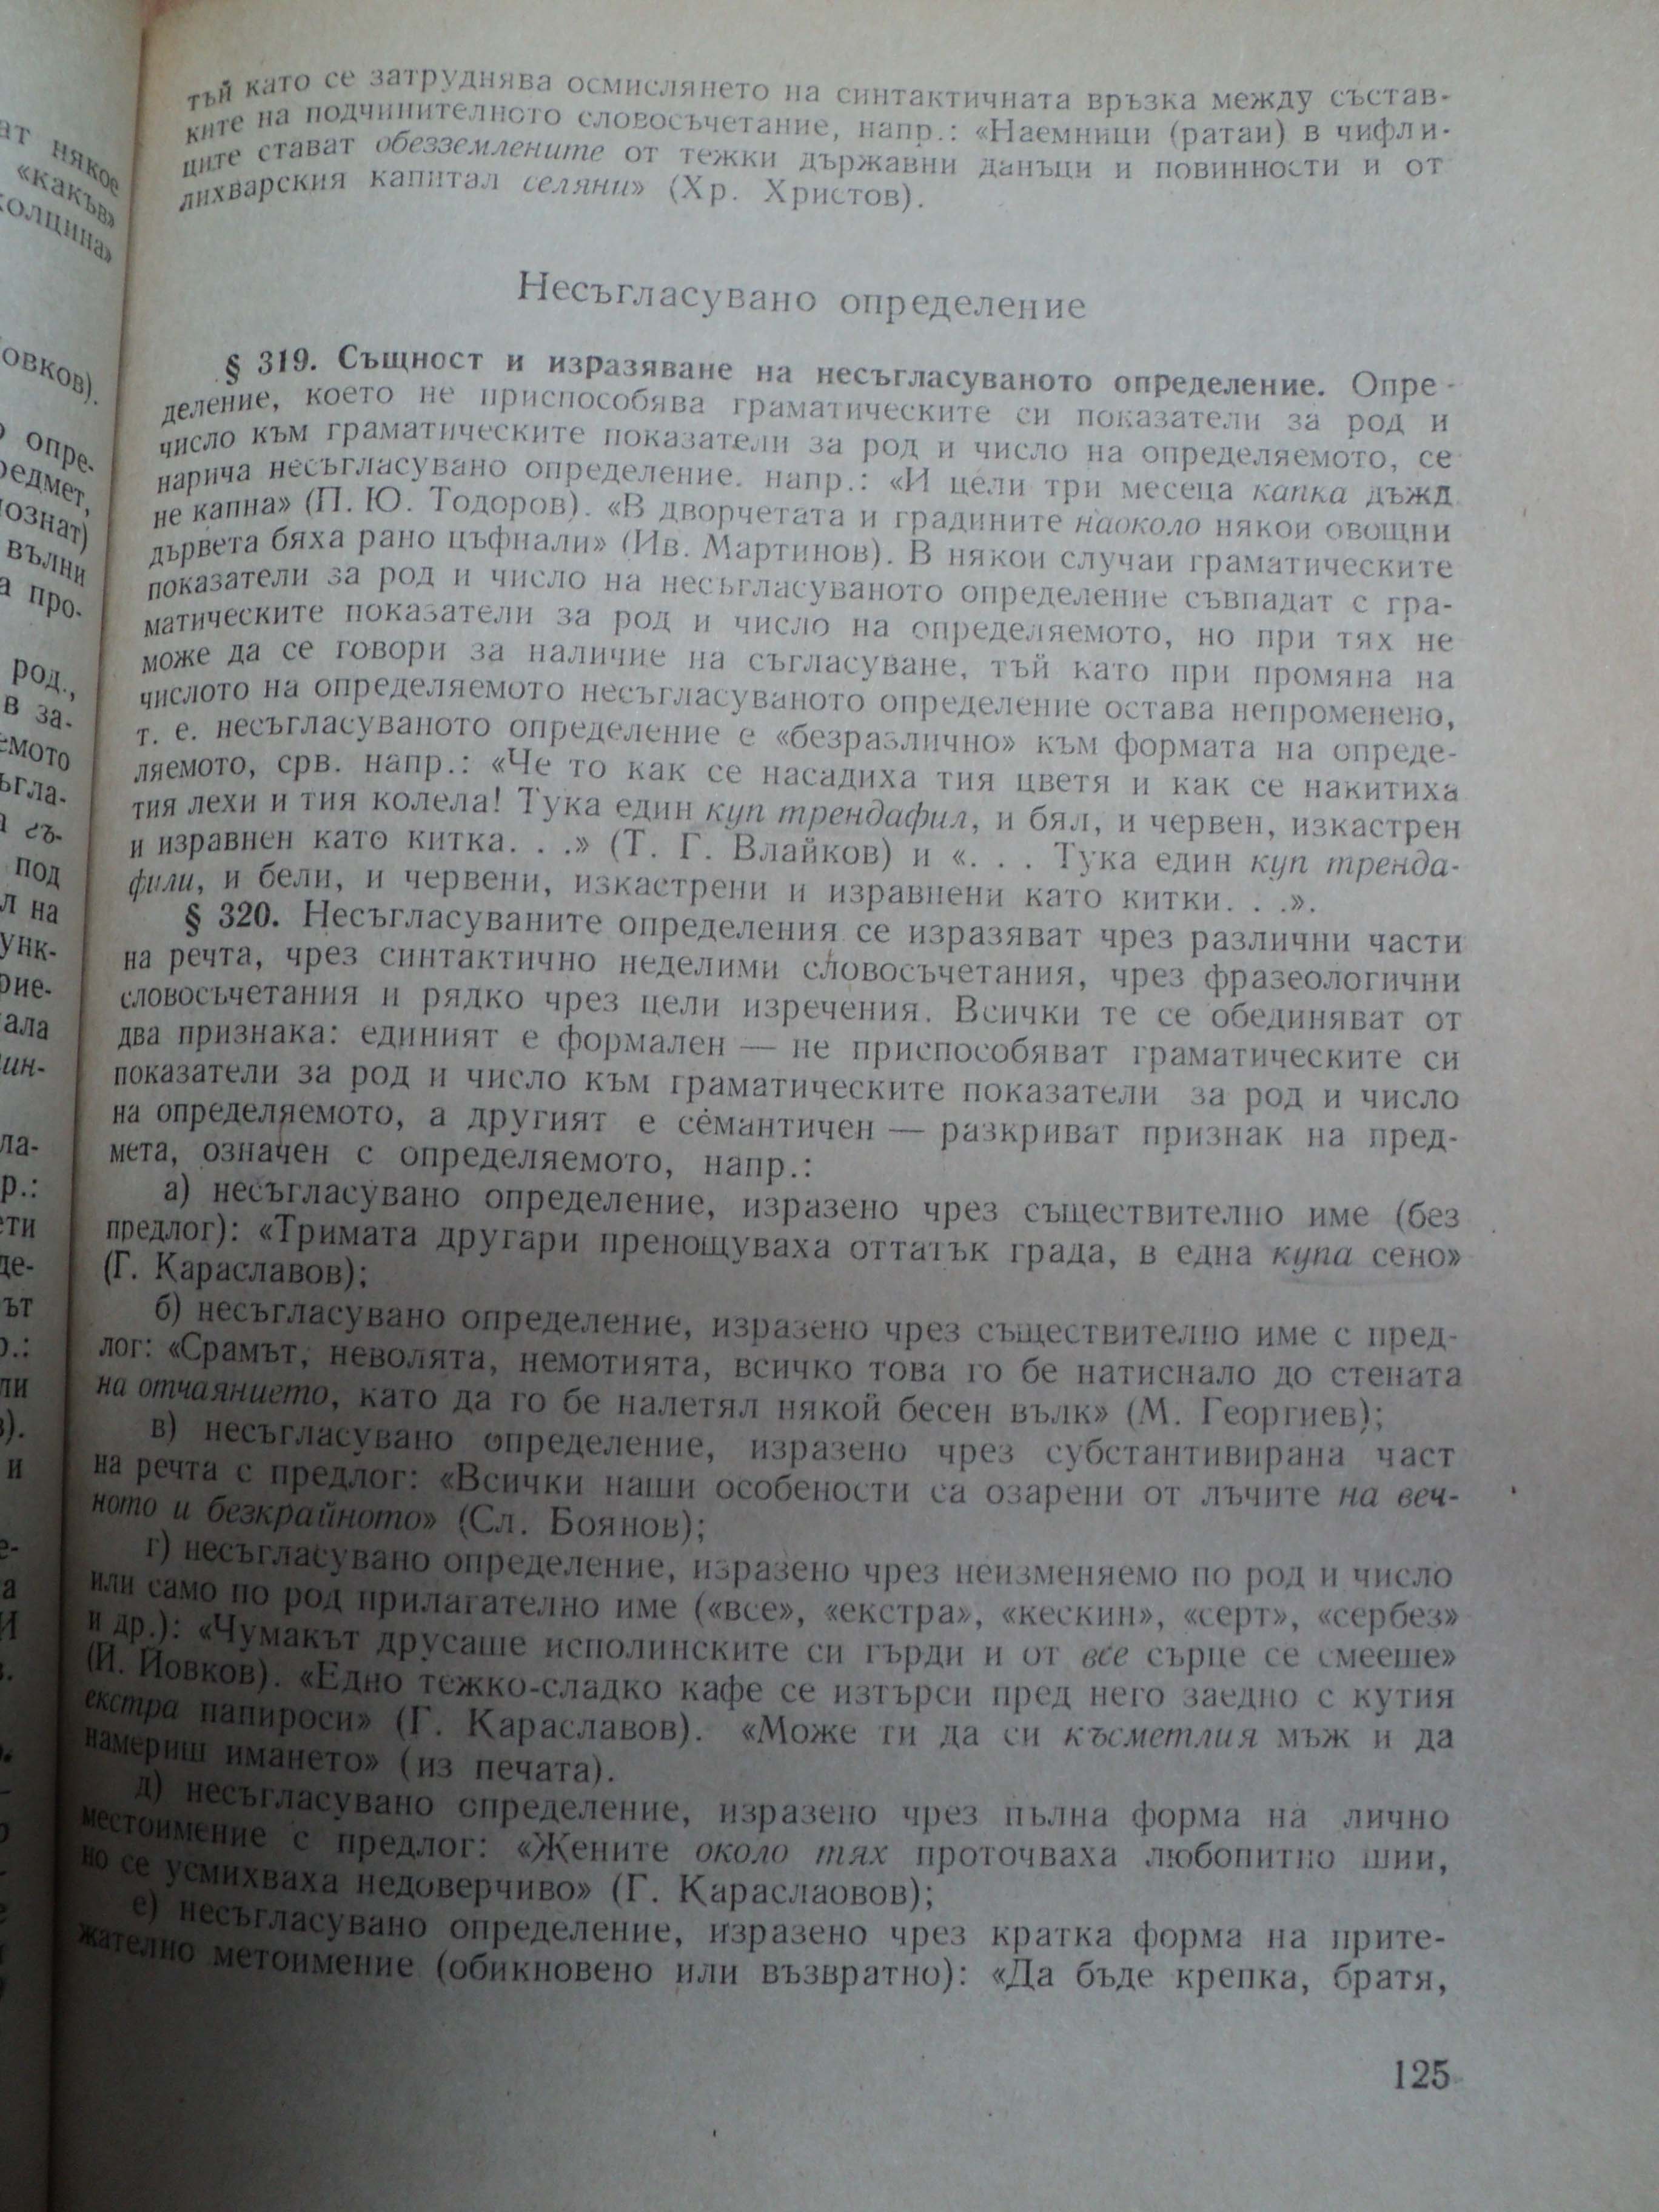 тъй като се затруднява осмислянето на синтактичната връзка между състав-
ките на подчинителното словосъчетание, напр.: «Наемници (ратаи) в чифли-
ците стават обезземлените от тежки държавни данъци и повинности и от
лихварския капитал селяни» (Хр. Христов).
Несъгласувано определение
§ 319. Същност и изразяване на несъгласуваното определение. Опре-
деление, което не приспособява граматическите си показатели за род и
число към граматическите показатели за род и число на определяемото, се
нарича несъгласувано определение. напр.: «И цели три месеца капка дъжд
не капна» (П. Ю. Тодоров). «В дворчетата и градините наоколо някои овощни
дървета бяха рано цъфнали» (Ив. Мартинов). В някои случаи граматическите
показатели за род и число на несъгласуваното определение съвпадат с гра-
матическите показатели за род и число на определяемото, но при тях не
може да се говори за наличие на съгласуване, тъй като при промяна на
числото на определяемото несъгласуваното определение остава непроменено,
т. е. несъгласуваното определение е «безразлично» към формата на опреде-
ляемото, срв. напр.: «Че то как се насадиха тия цветя и как се накитиха
тия лехи и тия колела! Тука един куп трендафил, и бял, и червен, изкастрен
и изравнен като китка. . .» (Т. Г. Влайков) и «. . . Тука един куп тренда-
фили, и бели, и червени, изкастрени и изравнени като китки. . .».
§ 320. Несъгласуваните определения се изразяват чрез различни части
на речта, чрез синтактично неделими словосъчетания, чрез фразеологични
словосъчетания и рядко чрез цели изречения. Всички те се обединяват от
два признака: единият е формален — не приспособяват граматическите си
показатели за род и число към граматическите показатели за род и число
на определяемото, а другият е семантичен — разкриват признак на пред-
мета, означен с определяемото, напр.:
а) несъгласувано определение, изразено чрез съществително име (без
предлог): «Тримата другари пренощуваха оттатък града, в една купа сено»
(Г. Караславов);
б) несъгласувано определение, изразено чрез съществително име с пред-
лог: «Срамът, неволята, немотията, всичко това го бе натиснало до стената
на отчаянието, като да го бе налетял някой бесен вълк» (М. Георгиев);
в) несъгласувано определение, изразено чрез субстантивирана част
на речта с предлог: «Всички наши особености са озарени от лъчите на веч-
ното и безкрайното» (Сл. Боянов);
г) несъгласувано определение, изразено чрез неизменяемо по род и число
или само по род прилагателно име («все», «екстра», «кескин», «серт», «сербез»
и др.): «Чумакът друсаше исполинските си гърди и от все сърце се смееше»
(Й. Йовков). «Едно тежко-сладко кафе се изтърси пред него заедно с кутия
екстра папироси» (Г. Караславов). «Може ти да си късметлия мъж и да
намериш имането» (из печата).
д) несъгласувано определение, изразено чрез пълна форма на лично
местоимение с предлог: «Жените около тях проточваха любопитно шии,
но се усмихваха недоверчиво» (Г. Караслаовов);
е) несъгласувано определение, изразено чрез кратка форма на прите-
жателно метоимение (обикновено или възвратно): «Да бъде крепка, братя,
125